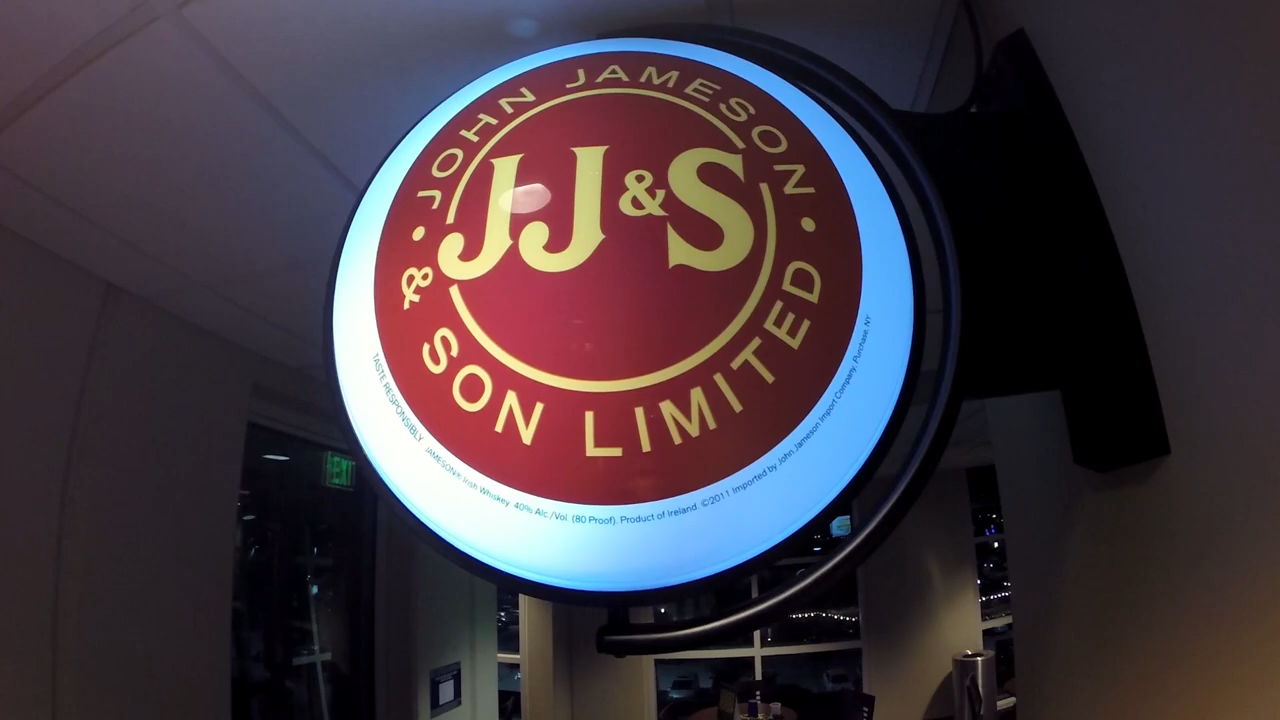 JOHN JAMESON
JJ&S
& SON LIMITED
TASTE RESPONSIBLY. JAMESON® Irish Whiskey. 40% Alc./Vol. (80 Proof). Product of Ireland. ©2011 Imported by John Jameson Import Company, Purchase, NY
EXIT